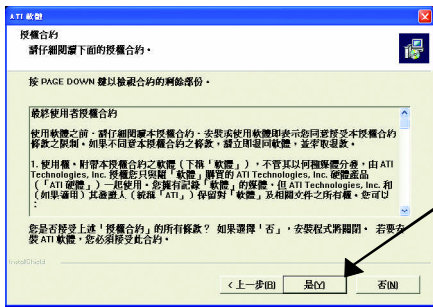 ATI 軟體
授權合約
請仔細閱讀下面的授權合約。
按 PAGE DOWN 鍵以檢視合約的剩餘部份。
最終使用者授權合約
使用軟體之前，請仔細閱讀本授權合約。安裝或使用軟體即表示您同意接受本授權合約
條款之限制。如果不同意本授權合約之條款，請立即退回軟體，並索取退款。
1. 使用權。附帶本授權合約之軟體（下稱「軟體」），不管其以何種媒體分發，由 ATI
Technologies, Inc. 授權您只與隨「軟體」購買的 ATI Technologies, Inc. 硬體產品
（「ATI 硬體」）一起使用。您擁有記錄「軟體」的媒體，但 ATI Technologies, Inc. 和
（如果適用）其證照人（統稱「ATI」）保留對「軟體」及相關文件之所有權。您可以
：
您是否接受上述「授權合約」的所有條款？ 如果選擇「否」，安裝程式將關閉。 若要安
裝 ATI 軟體，您必須接受此合約。
InstallShield
< 上一步(B)
是(Y)
否(N)